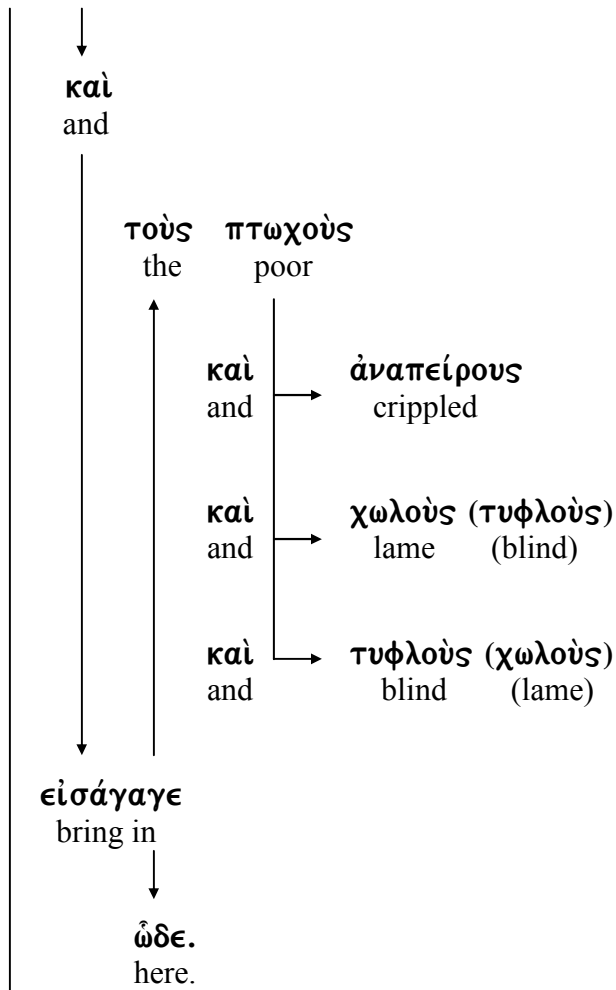 καὶ
and
τοὺς πτωχοὺς
the poor
καὶ ἀναπείρους
and crippled
καὶ χωλοὺς (τυφλοὺς)
and lame (blind)
καὶ τυφλοὺς (χωλοὺς)
and blind (lame)
εἰσάγαγε
bring in
ὧδε.
here.